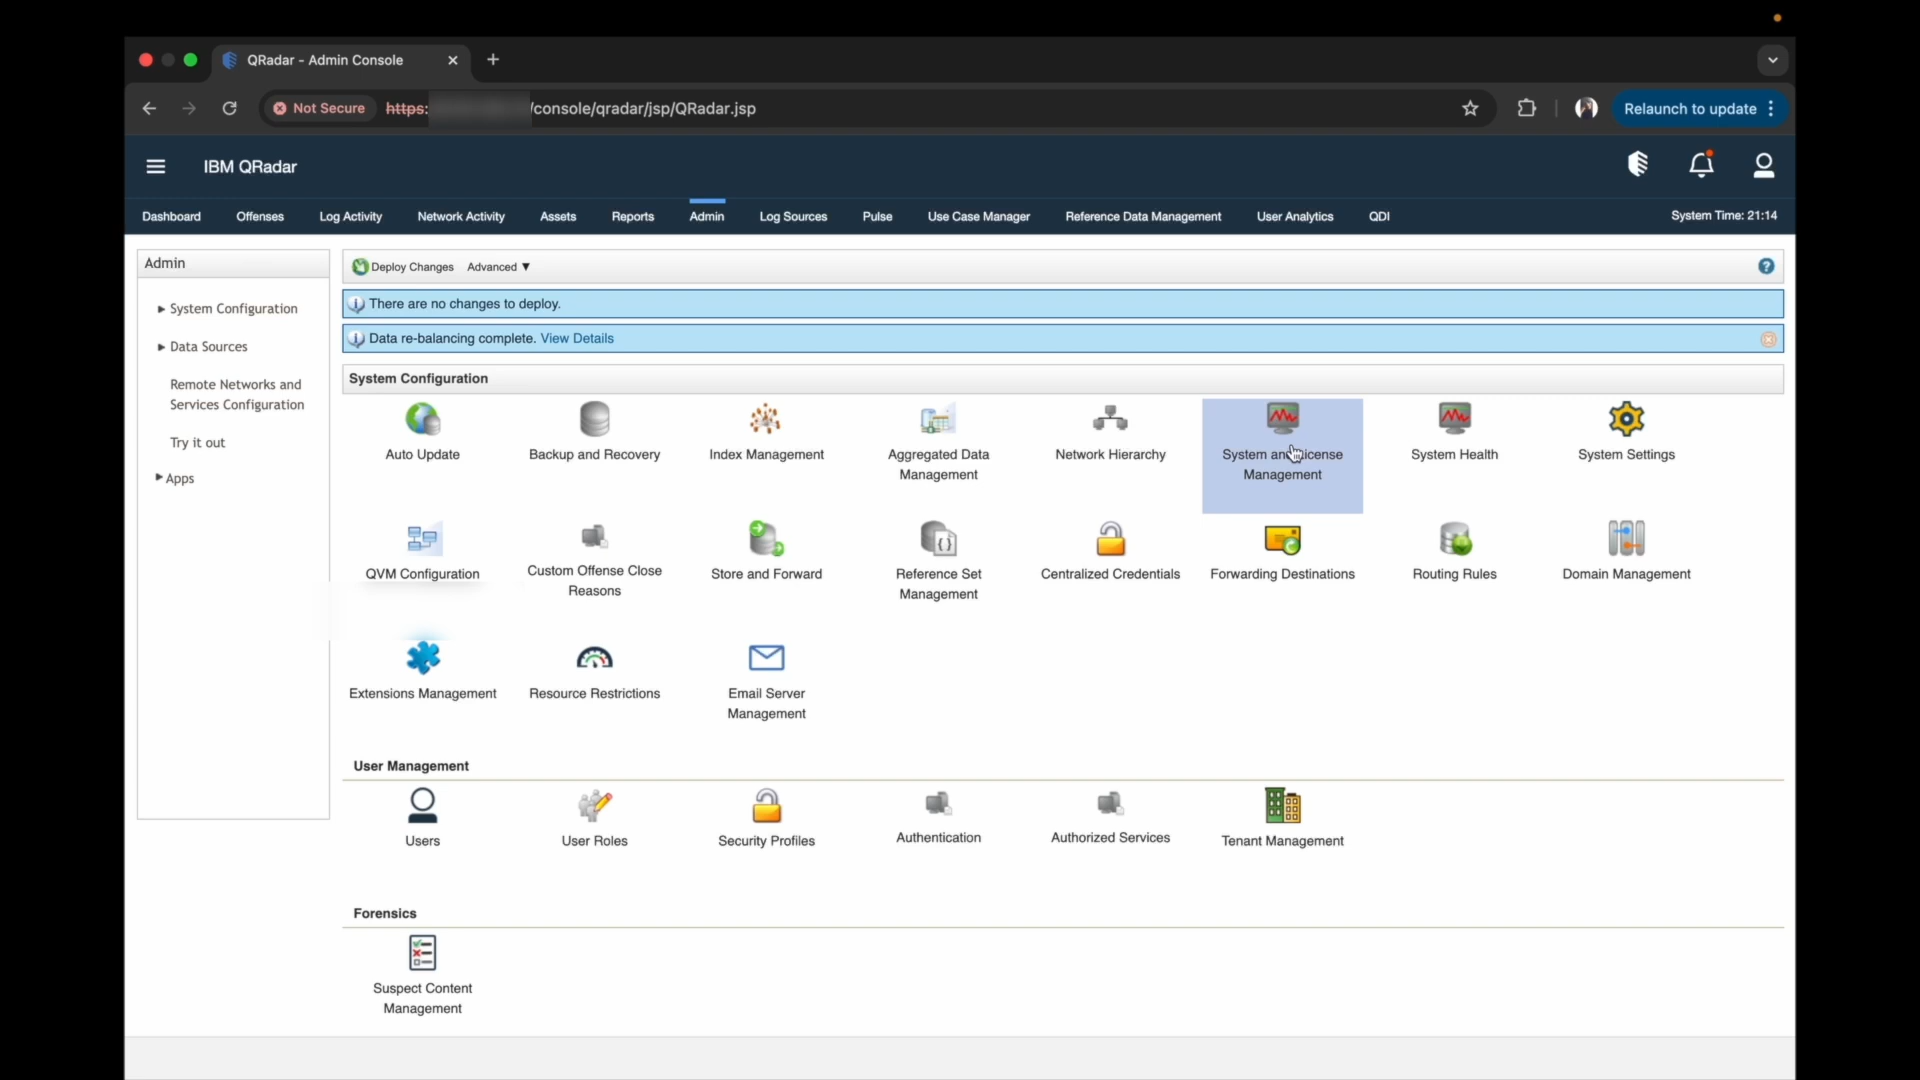 QRadar - Admin Console
Not Secure https: /console/qradar/jsp/QRadar.jsp
Relaunch to update
IBM QRadar
Dashboard Offenses Log Activity Network Activity Assets Reports Admin Log Sources Pulse Use Case Manager Reference Data Management User Analytics QDI System Time: 21:14
Admin
System Configuration
Data Sources
Remote Networks and
Services Configuration
Try it out
Apps
Deploy Changes Advanced ▼
There are no changes to deploy.
Data re-balancing complete. View Details
System Configuration
Auto Update
Backup and Recovery
Index Management
Aggregated Data
Management
Network Hierarchy
System and License
Management
System Health
System Settings
QVM Configuration
Custom Offense Close
Reasons
Store and Forward
Reference Set
Management
Centralized Credentials
Forwarding Destinations
Routing Rules
Domain Management
Extensions Management
Resource Restrictions
Email Server
Management
User Management
Users
User Roles
Security Profiles
Authentication
Authorized Services
Tenant Management
Forensics
Suspect Content
Management